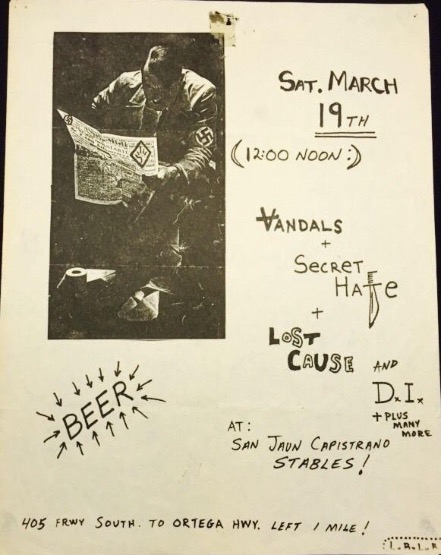 SAT. MARCH
19TH
(12:00 NOON:)
VANDALS
+
SECRET
HATE
+
LOST
CAUSE
AND
D.I.
+ PLUS
MANY
MORE
BEER
AT:
SAN JAUN CAPISTRANO
STABLES!
405 FRWY SOUTH. TO ORTEGA HWY. LEFT 1 MILE!